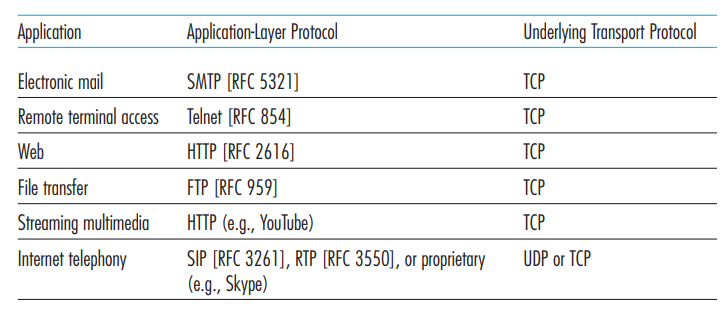 Application Application-Layer Protocol Underlying Transport Protocol
Electronic mail SMTP [RFC 5321] TCP
Remote terminal access Telnet [RFC 854] TCP
Web HTTP [RFC 2616] TCP
File transfer FTP [RFC 959] TCP
Streaming multimedia HTTP (e.g., YouTube) TCP
Internet telephony SIP [RFC 3261], RTP [RFC 3550], or proprietary UDP or TCP
(e.g., Skype)